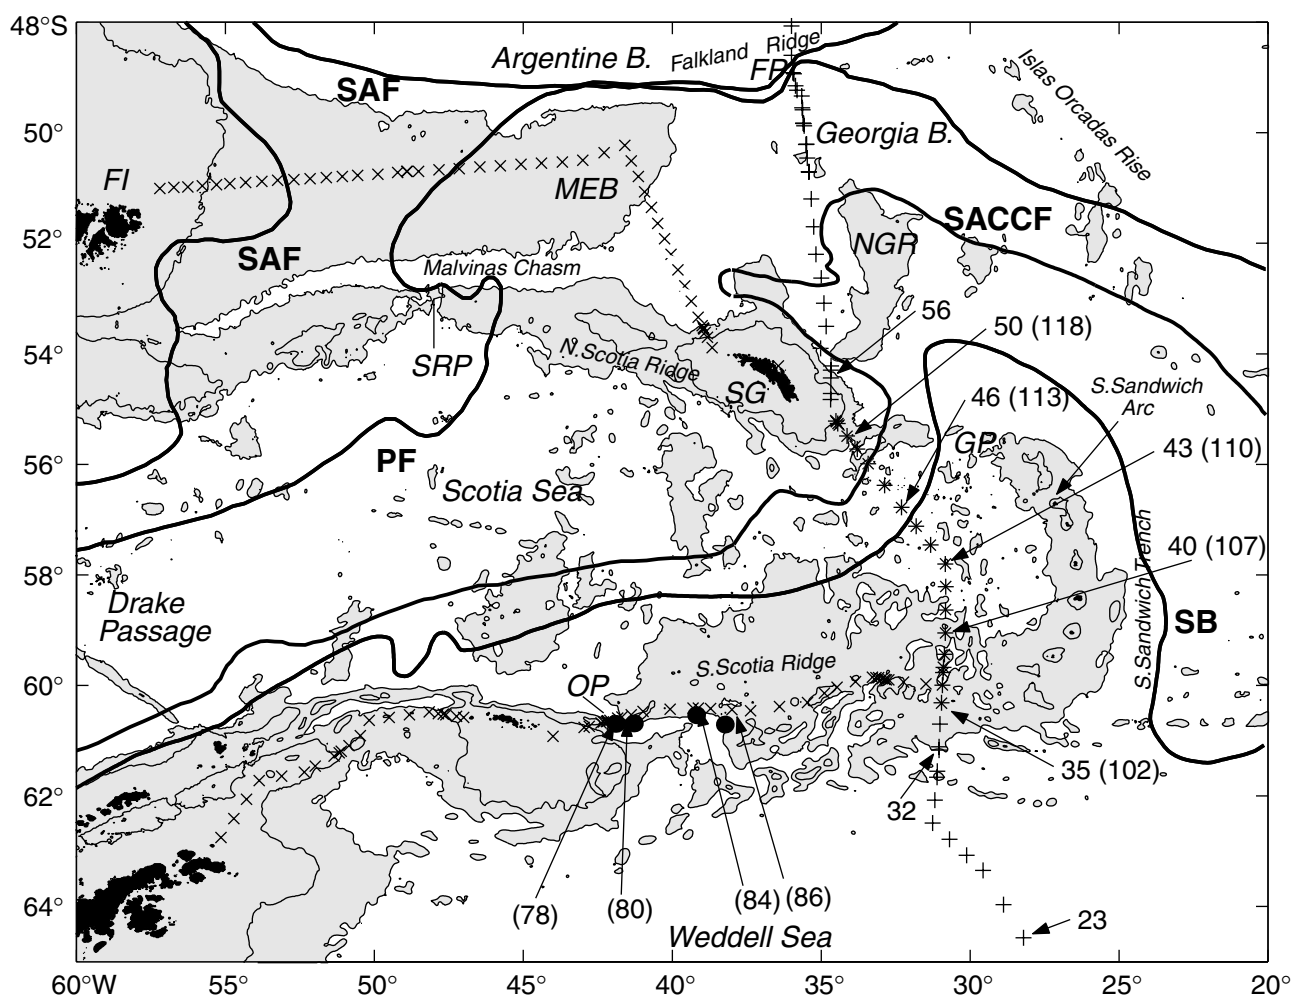 48°S
Argentine B.
Falkland Ridge
FP
SAF
Islas Orcadas Rise
50°
Georgia B.
FI
MEB
52°
SAF
SACCF
NGR
Malvinas Chasm
56
50 (118)
54°
SRP
N.Scotia Ridge
SG
S.Sandwich
Arc
46 (113)
GP
43 (110)
56°
PF
Scotia Sea
40 (107)
58°
Drake
Passage
S.Sandwich Trench
SB
S.Scotia Ridge
60°
OP
35 (102)
62°
32
(78)
(80)
(84)
(86)
64°
23
Weddell Sea
60°W
55°
50°
45°
40°
35°
30°
25°
20°